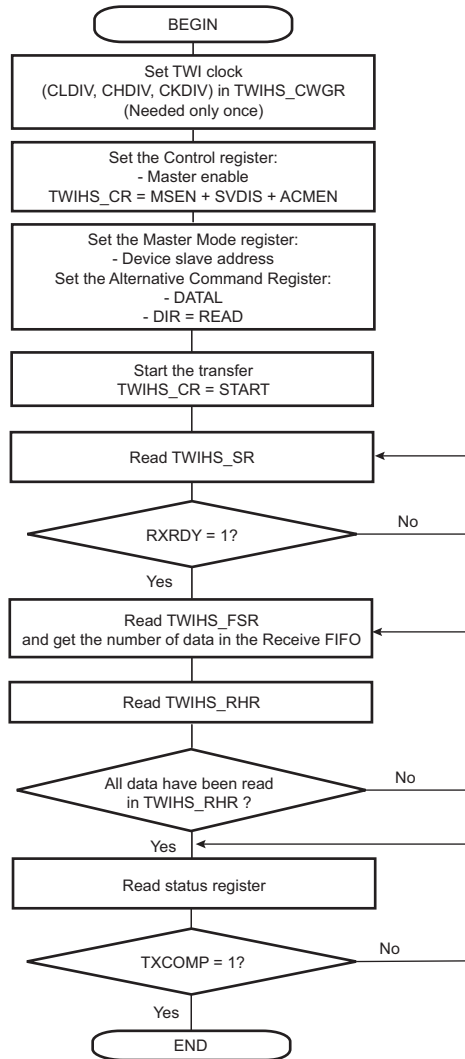 BEGIN
Set TWI clock
(CLDIV, CHDIV, CKDIV) in TWIHS_CWGR
(Needed only once)
Set the Control register:
- Master enable
TWIHS_CR = MSEN + SVDIS + ACMEN
Set the Master Mode register:
- Device slave address
Set the Alternative Command Register:
- DATAL
- DIR = READ
Start the transfer
TWIHS_CR = START
Read TWIHS_SR
RXRDY = 1?
No
Yes
Read TWIHS_FSR
and get the number of data in the Receive FIFO
Read TWIHS_RHR
All data have been read
in TWIHS_RHR ?
No
Yes
Read status register
TXCOMP = 1?
No
Yes
END